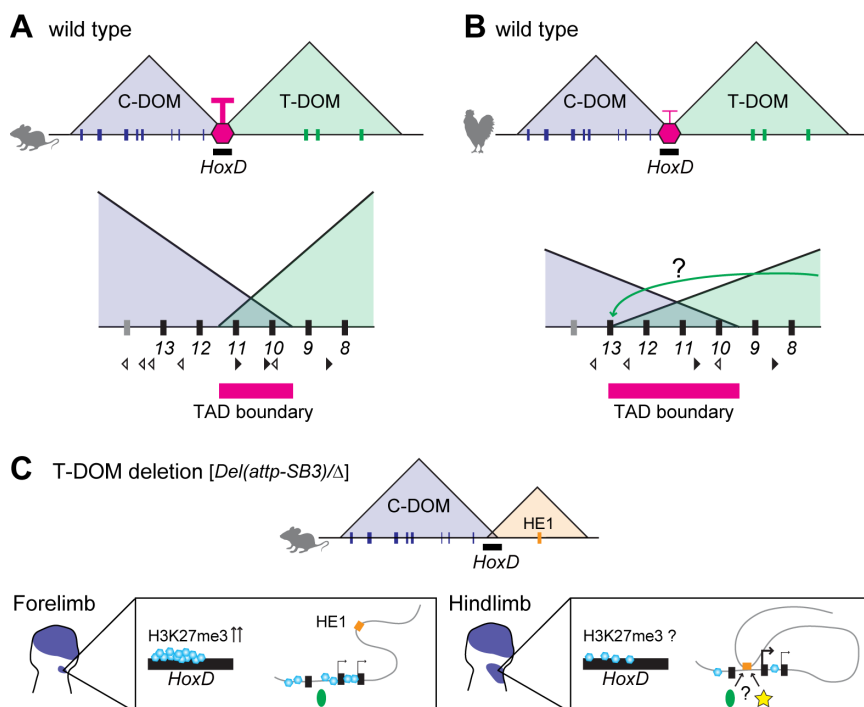 A wild type
C-DOM
T-DOM
HoxD
13 12 11 10 9 8
TAD boundary
B wild type
C-DOM
T-DOM
HoxD
?
13 12 11 10 9 8
TAD boundary
C T-DOM deletion [Del(attp-SB3)/Δ]
C-DOM
HE1
HoxD
Forelimb
H3K27me3 ⇈
HoxD
HE1
Hindlimb
H3K27me3 ?
HoxD
?